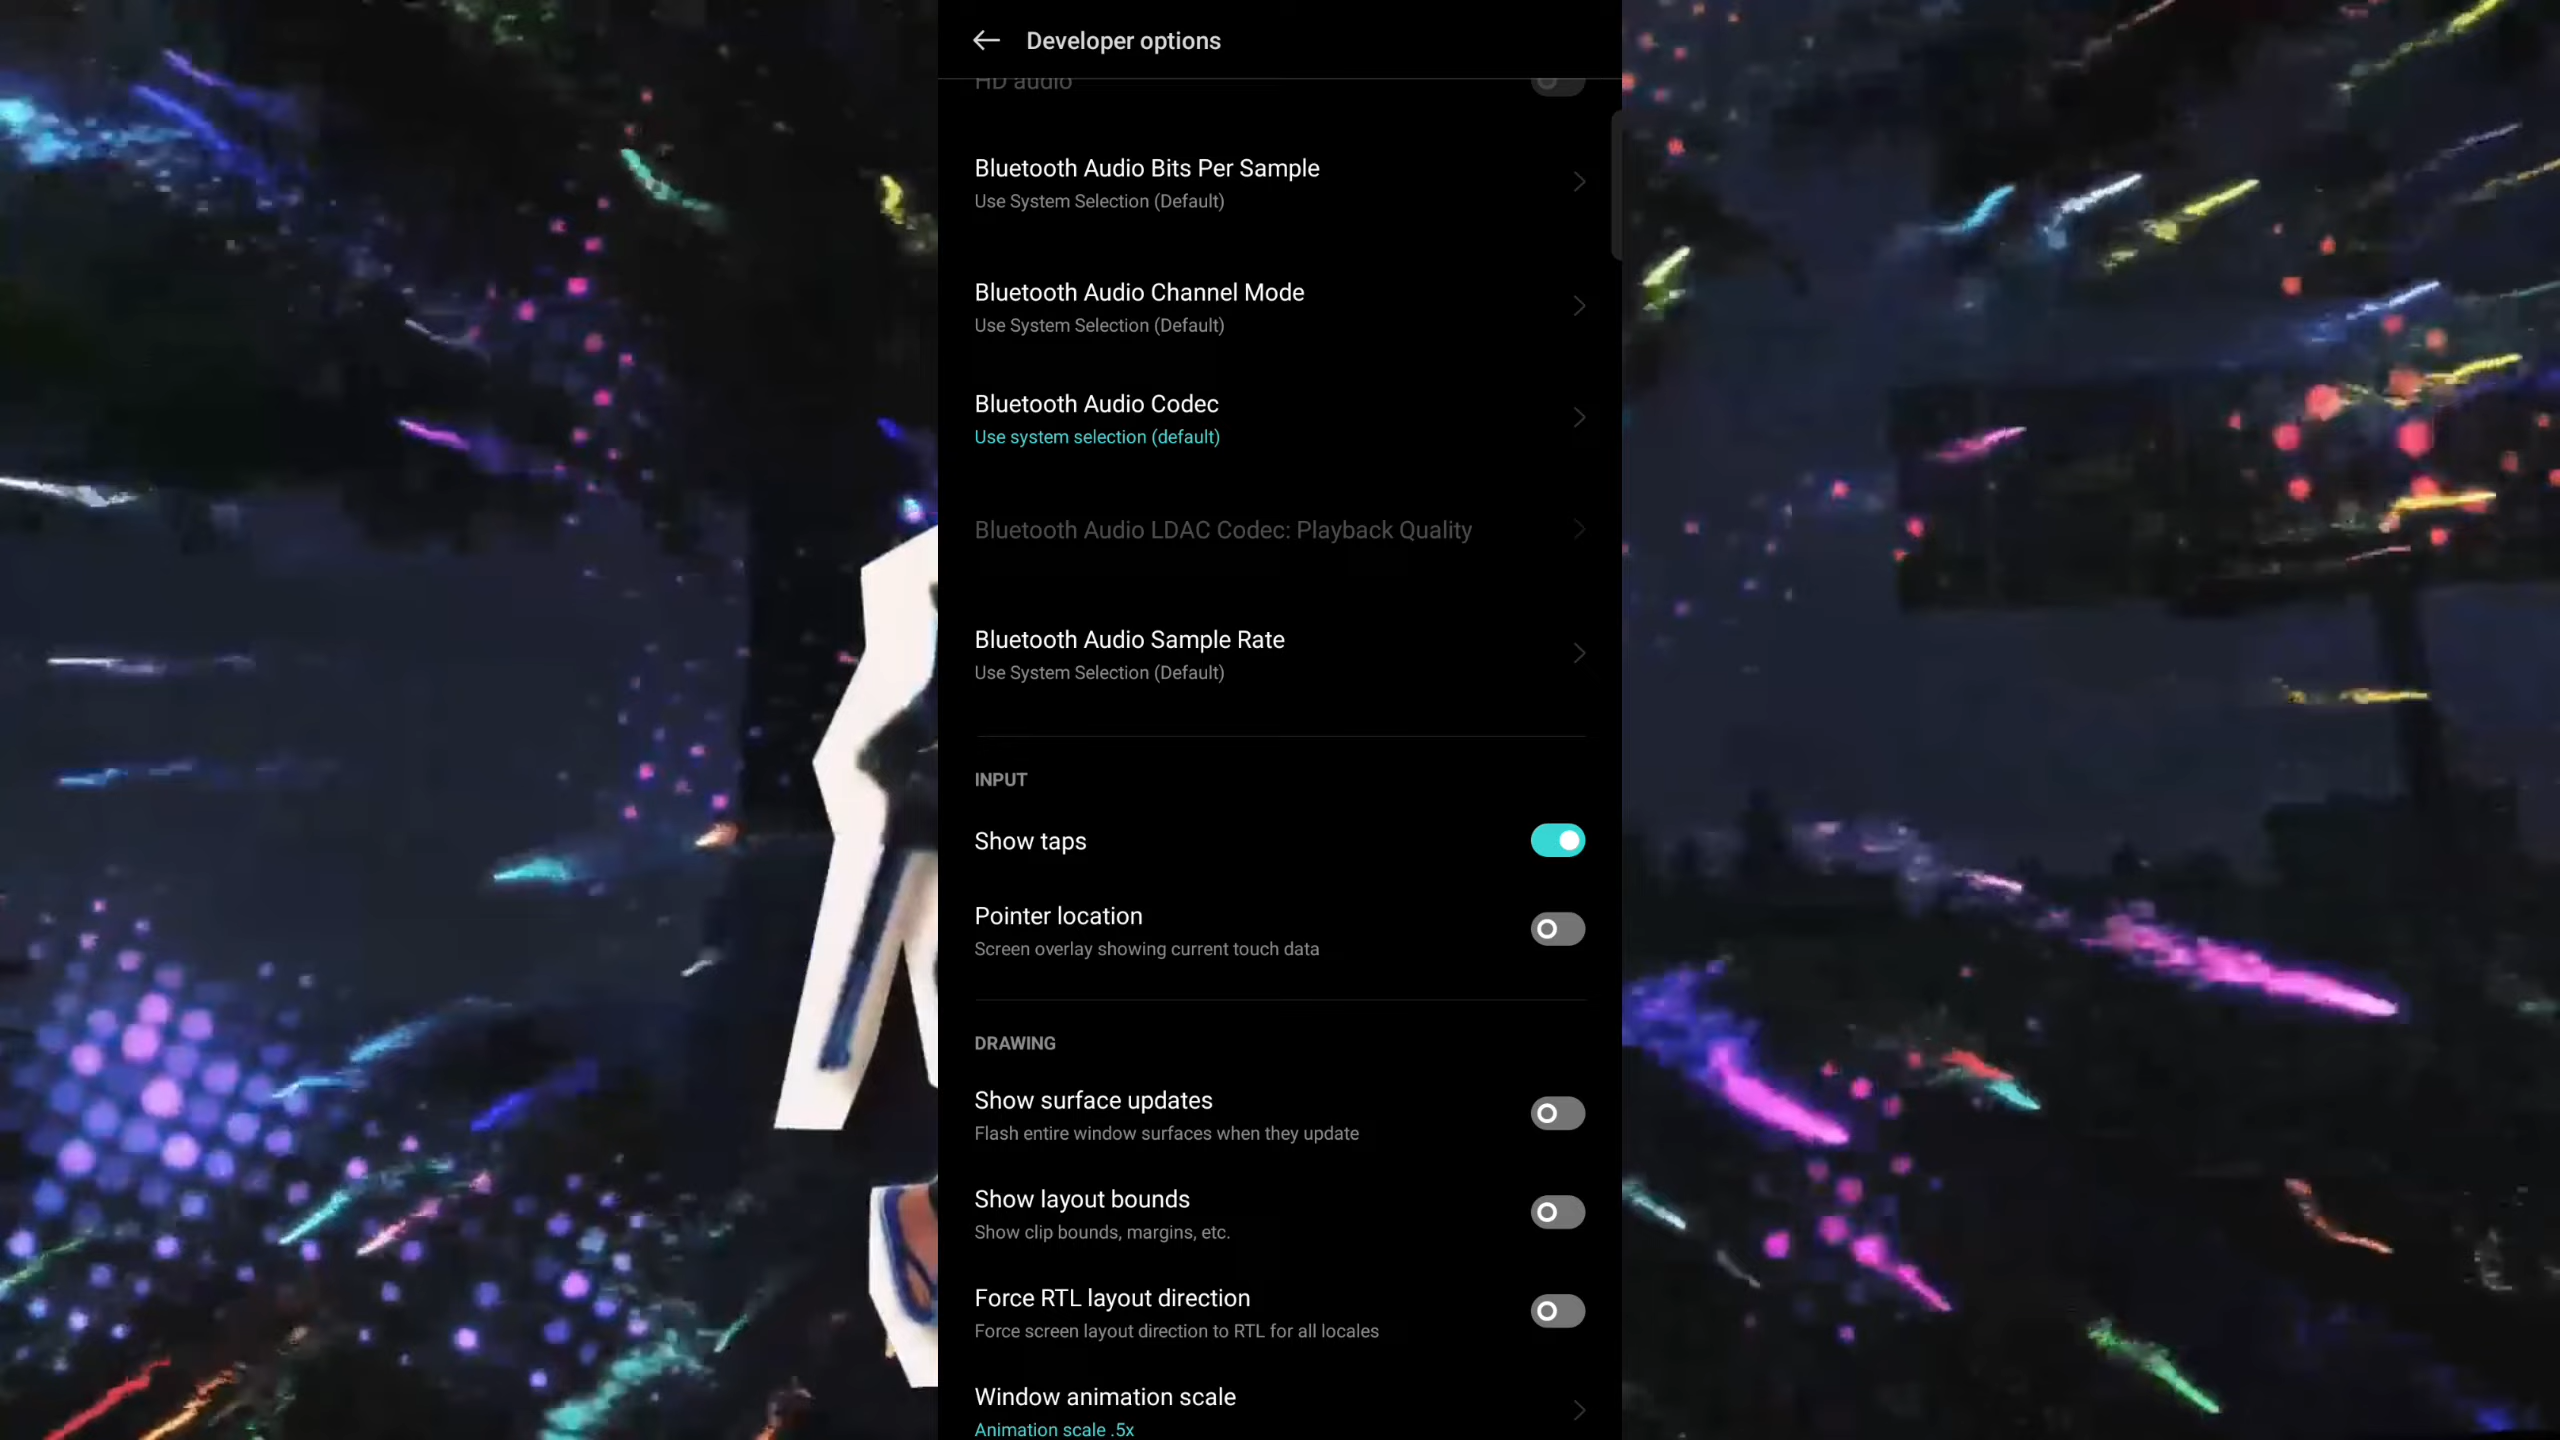 Developer options
HD audio
Bluetooth Audio Bits Per Sample
Use System Selection (Default)
Bluetooth Audio Channel Mode
Use System Selection (Default)
Bluetooth Audio Codec
Use system selection (default)
Bluetooth Audio LDAC Codec: Playback Quality
Bluetooth Audio Sample Rate
Use System Selection (Default)
INPUT
Show taps
Pointer location
Screen overlay showing current touch data
DRAWING
Show surface updates
Flash entire window surfaces when they update
Show layout bounds
Show clip bounds, margins, etc.
Force RTL layout direction
Force screen layout direction to RTL for all locales
Window animation scale
Animation scale .5x